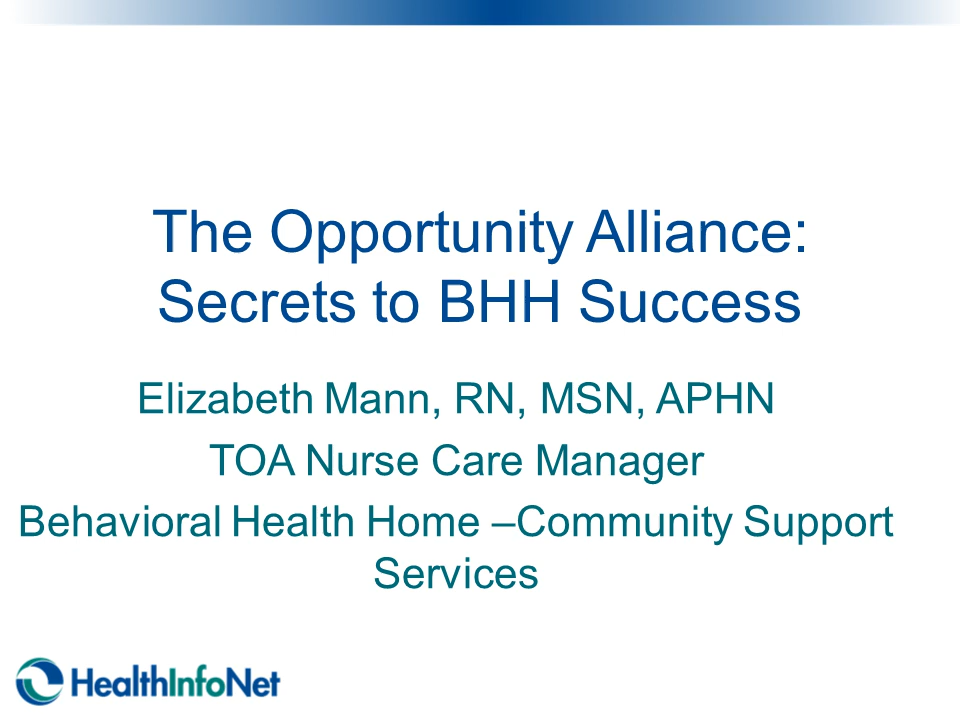 The Opportunity Alliance:
Secrets to BHH Success
Elizabeth Mann, RN, MSN, APHN
TOA Nurse Care Manager
Behavioral Health Home –Community Support
Services
HealthInfoNet